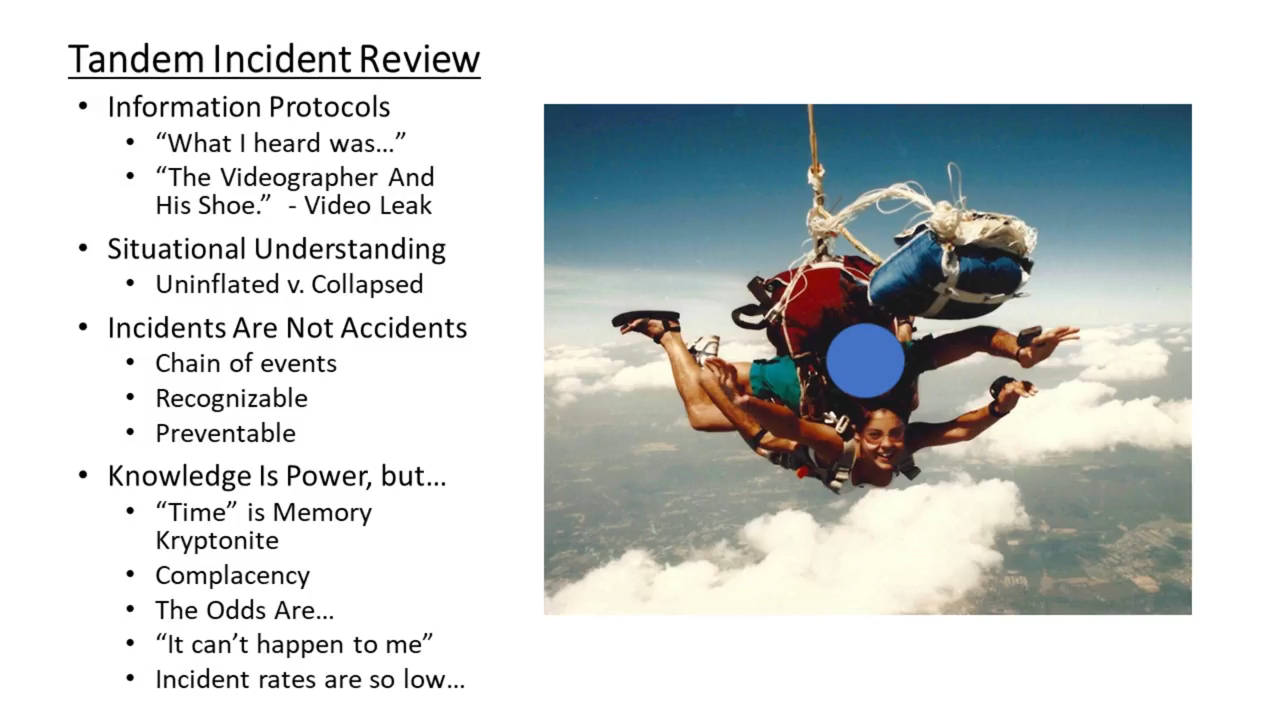 Tandem Incident Review
• Information Protocols
• “What I heard was...”
• “The Videographer And
His Shoe.”  - Video Leak
• Situational Understanding
• Uninflated v. Collapsed
• Incidents Are Not Accidents
• Chain of events
• Recognizable
• Preventable
• Knowledge Is Power, but...
• “Time” is Memory
Kryptonite
• Complacency
• The Odds Are...
• “It can’t happen to me”
• Incident rates are so low...